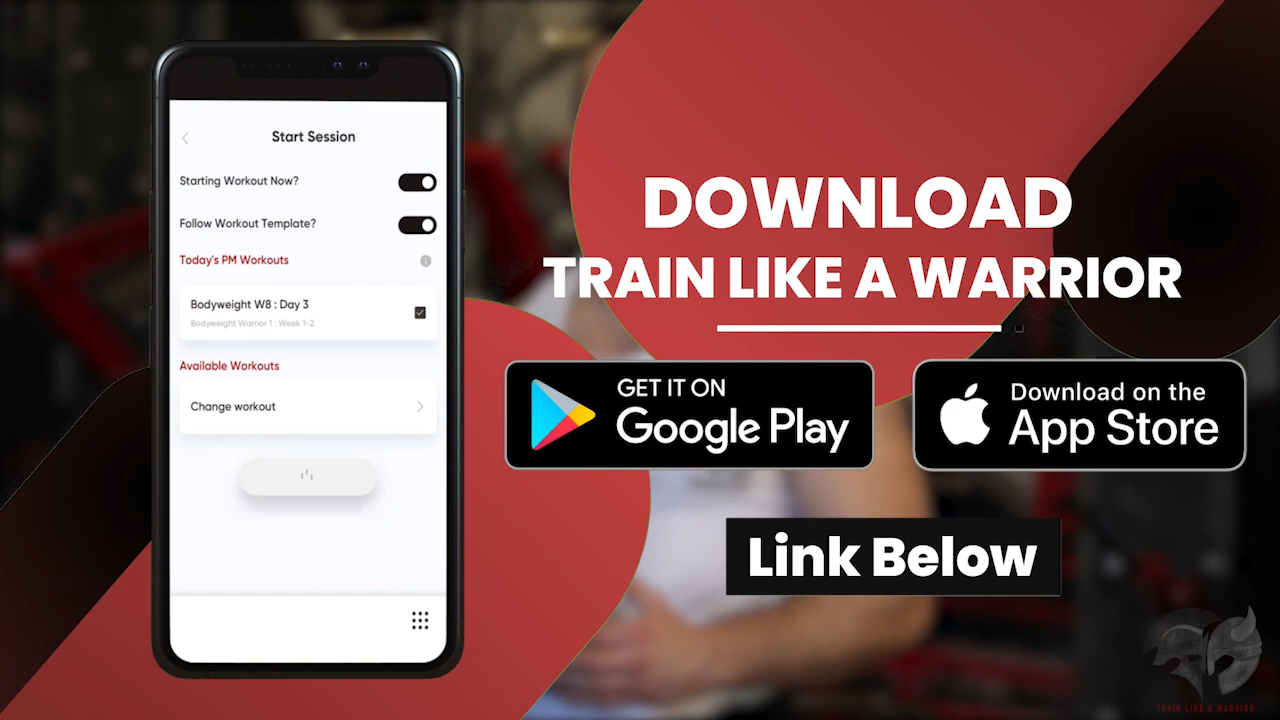 Start Session
Starting Workout Now?
Follow Workout Template?
Today's PM Workouts
Bodyweight W8 : Day 3
Bodyweight Warrior 1 : Week 1-2
Available Workouts
Change workout
DOWNLOAD
TRAIN LIKE A WARRIOR
GET IT ON
Google Play
Download on the
App Store
Link Below
TRAIN LIKE A WARRIOR